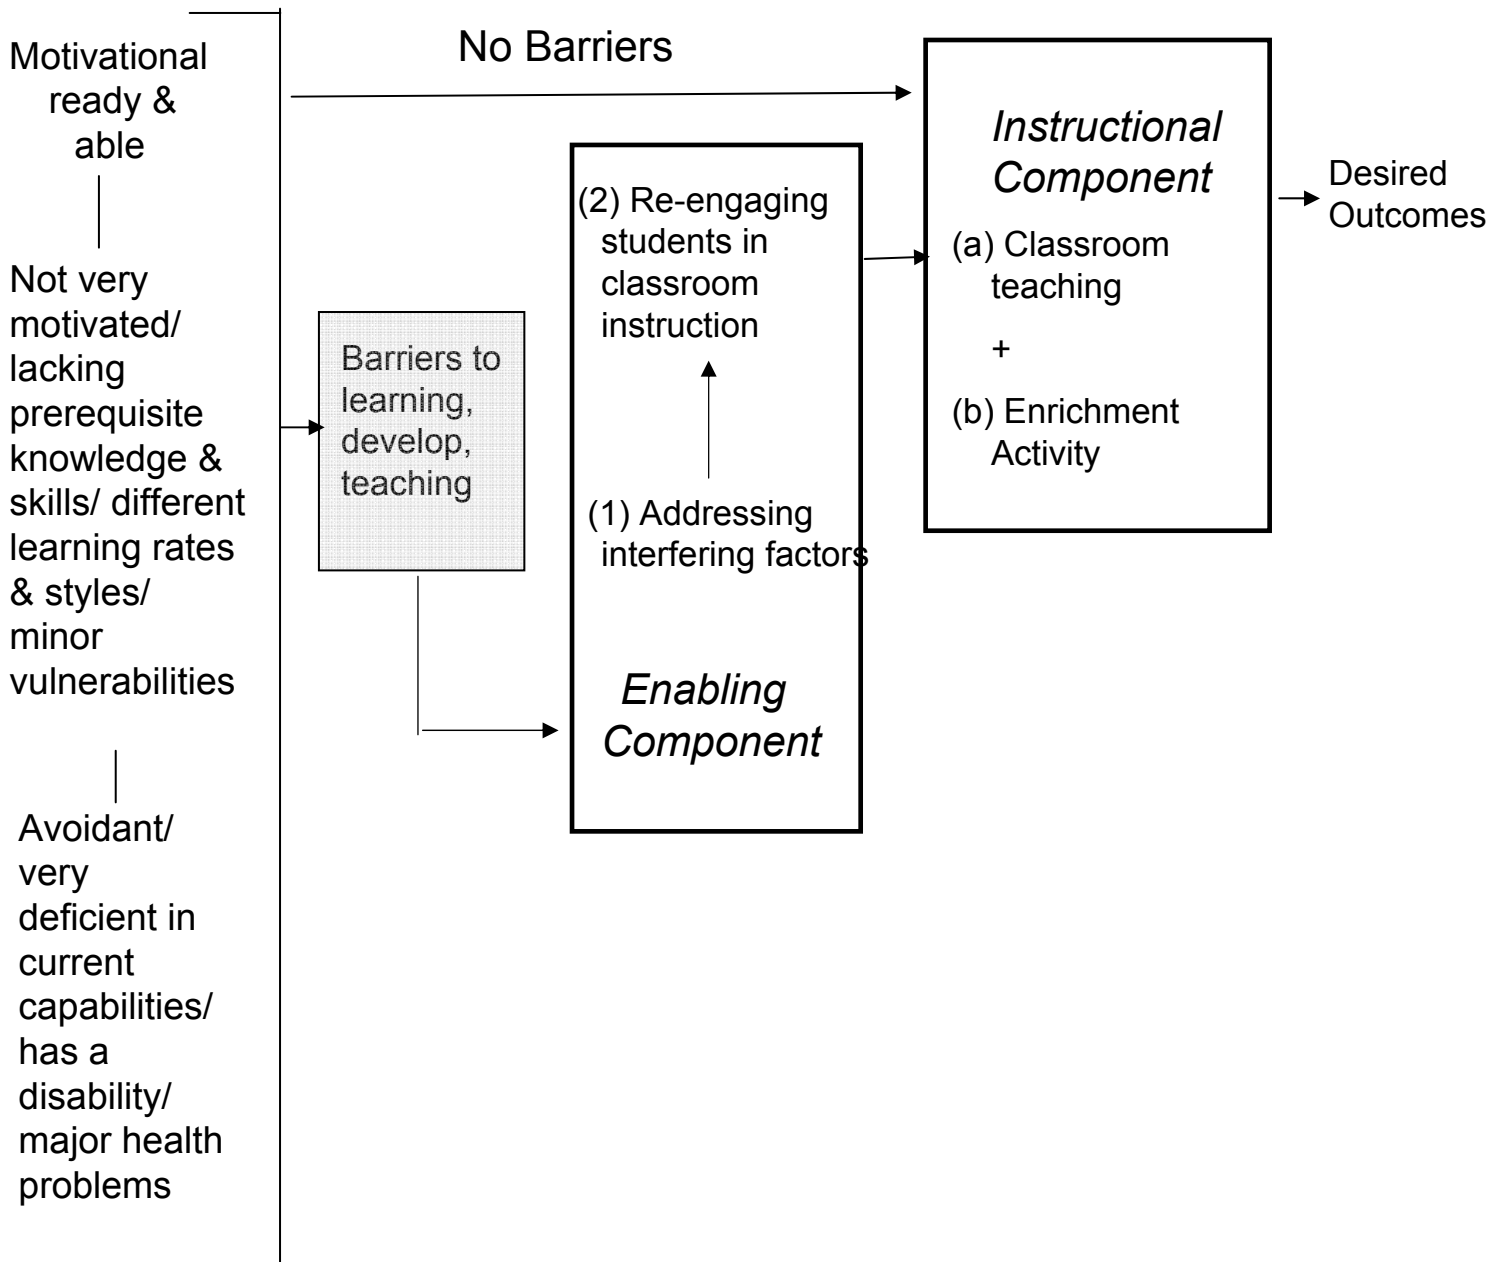 Motivational
ready &
able
Not very
motivated/
lacking
prerequisite
knowledge &
skills/ different
learning rates
& styles/
minor
vulnerabilities
Avoidant/
very
deficient in
current
capabilities/
has a
disability/
major health
problems
No Barriers
Barriers to
learning,
develop,
teaching
(2) Re-engaging
students in
classroom
instruction
(1) Addressing
interfering factors
Enabling
Component
Instructional
Component
(a) Classroom
teaching
+
(b) Enrichment
Activity
Desired
Outcomes